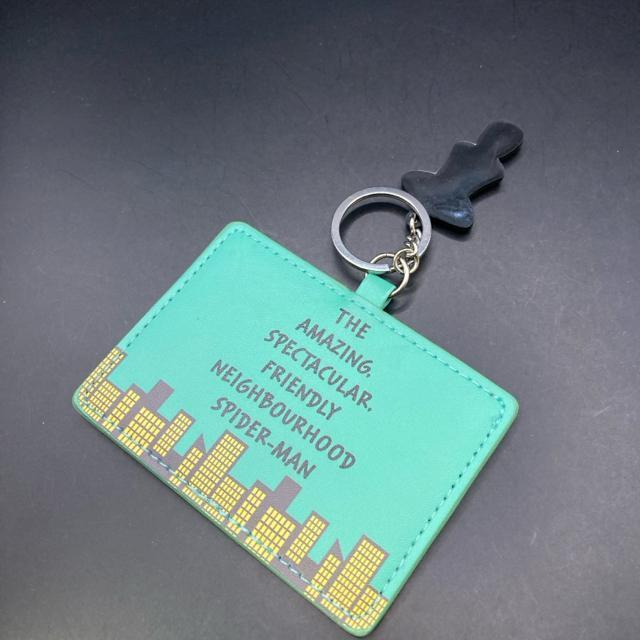 THE
AMAZING.
SPECTACULAR.
FRIENDLY
NEIGHBOURHOOD
SPIDER-MAN